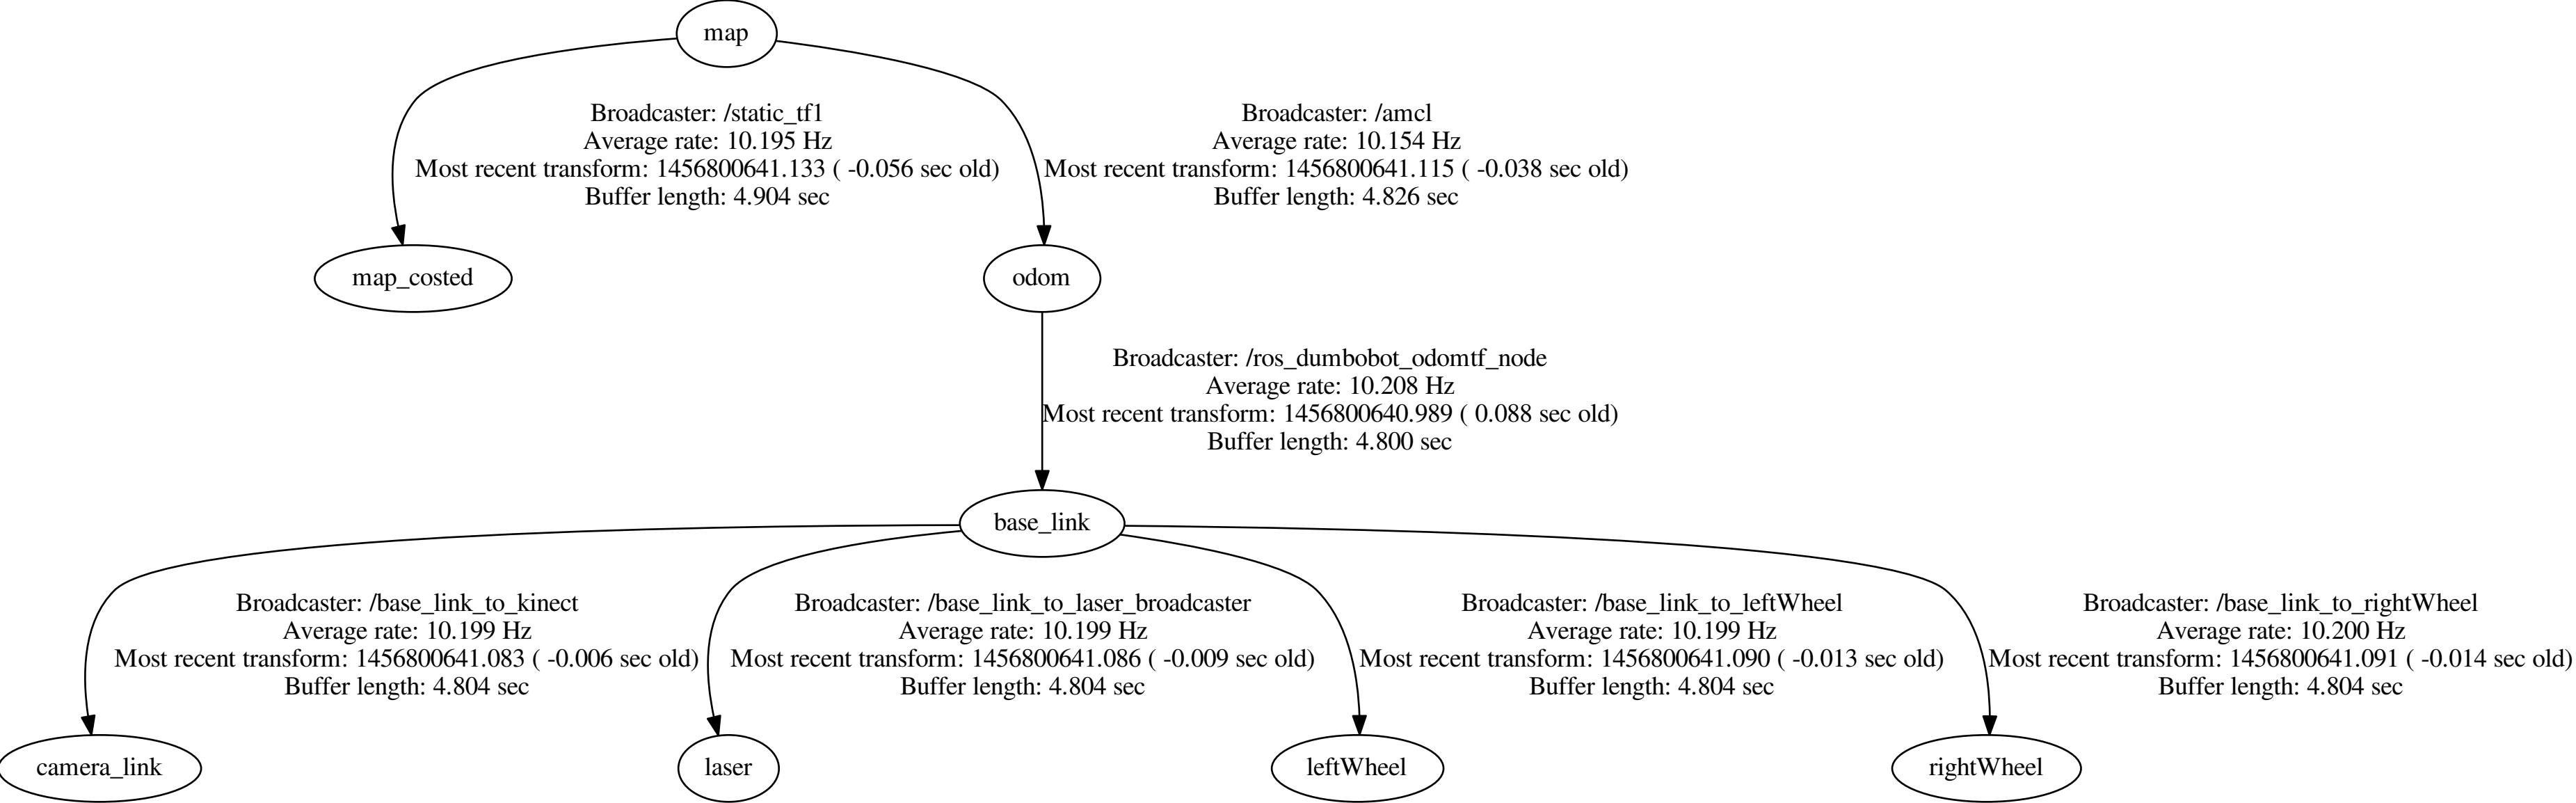 map
Broadcaster: /static_tf1
Average rate: 10.195 Hz
Most recent transform: 1456800641.133 ( -0.056 sec old)
Buffer length: 4.904 sec
Broadcaster: /amcl
Average rate: 10.154 Hz
Most recent transform: 1456800641.115 ( -0.038 sec old)
Buffer length: 4.826 sec
map_costed
odom
Broadcaster: /ros_dumbobot_odomtf_node
Average rate: 10.208 Hz
Most recent transform: 1456800640.989 ( 0.088 sec old)
Buffer length: 4.800 sec
base_link
Broadcaster: /base_link_to_kinect
Average rate: 10.199 Hz
Most recent transform: 1456800641.083 ( -0.006 sec old)
Buffer length: 4.804 sec
Broadcaster: /base_link_to_laser_broadcaster
Average rate: 10.199 Hz
Most recent transform: 1456800641.086 ( -0.009 sec old)
Buffer length: 4.804 sec
Broadcaster: /base_link_to_leftWheel
Average rate: 10.199 Hz
Most recent transform: 1456800641.090 ( -0.013 sec old)
Buffer length: 4.804 sec
Broadcaster: /base_link_to_rightWheel
Average rate: 10.200 Hz
Most recent transform: 1456800641.091 ( -0.014 sec old)
Buffer length: 4.804 sec
camera_link
laser
leftWheel
rightWheel